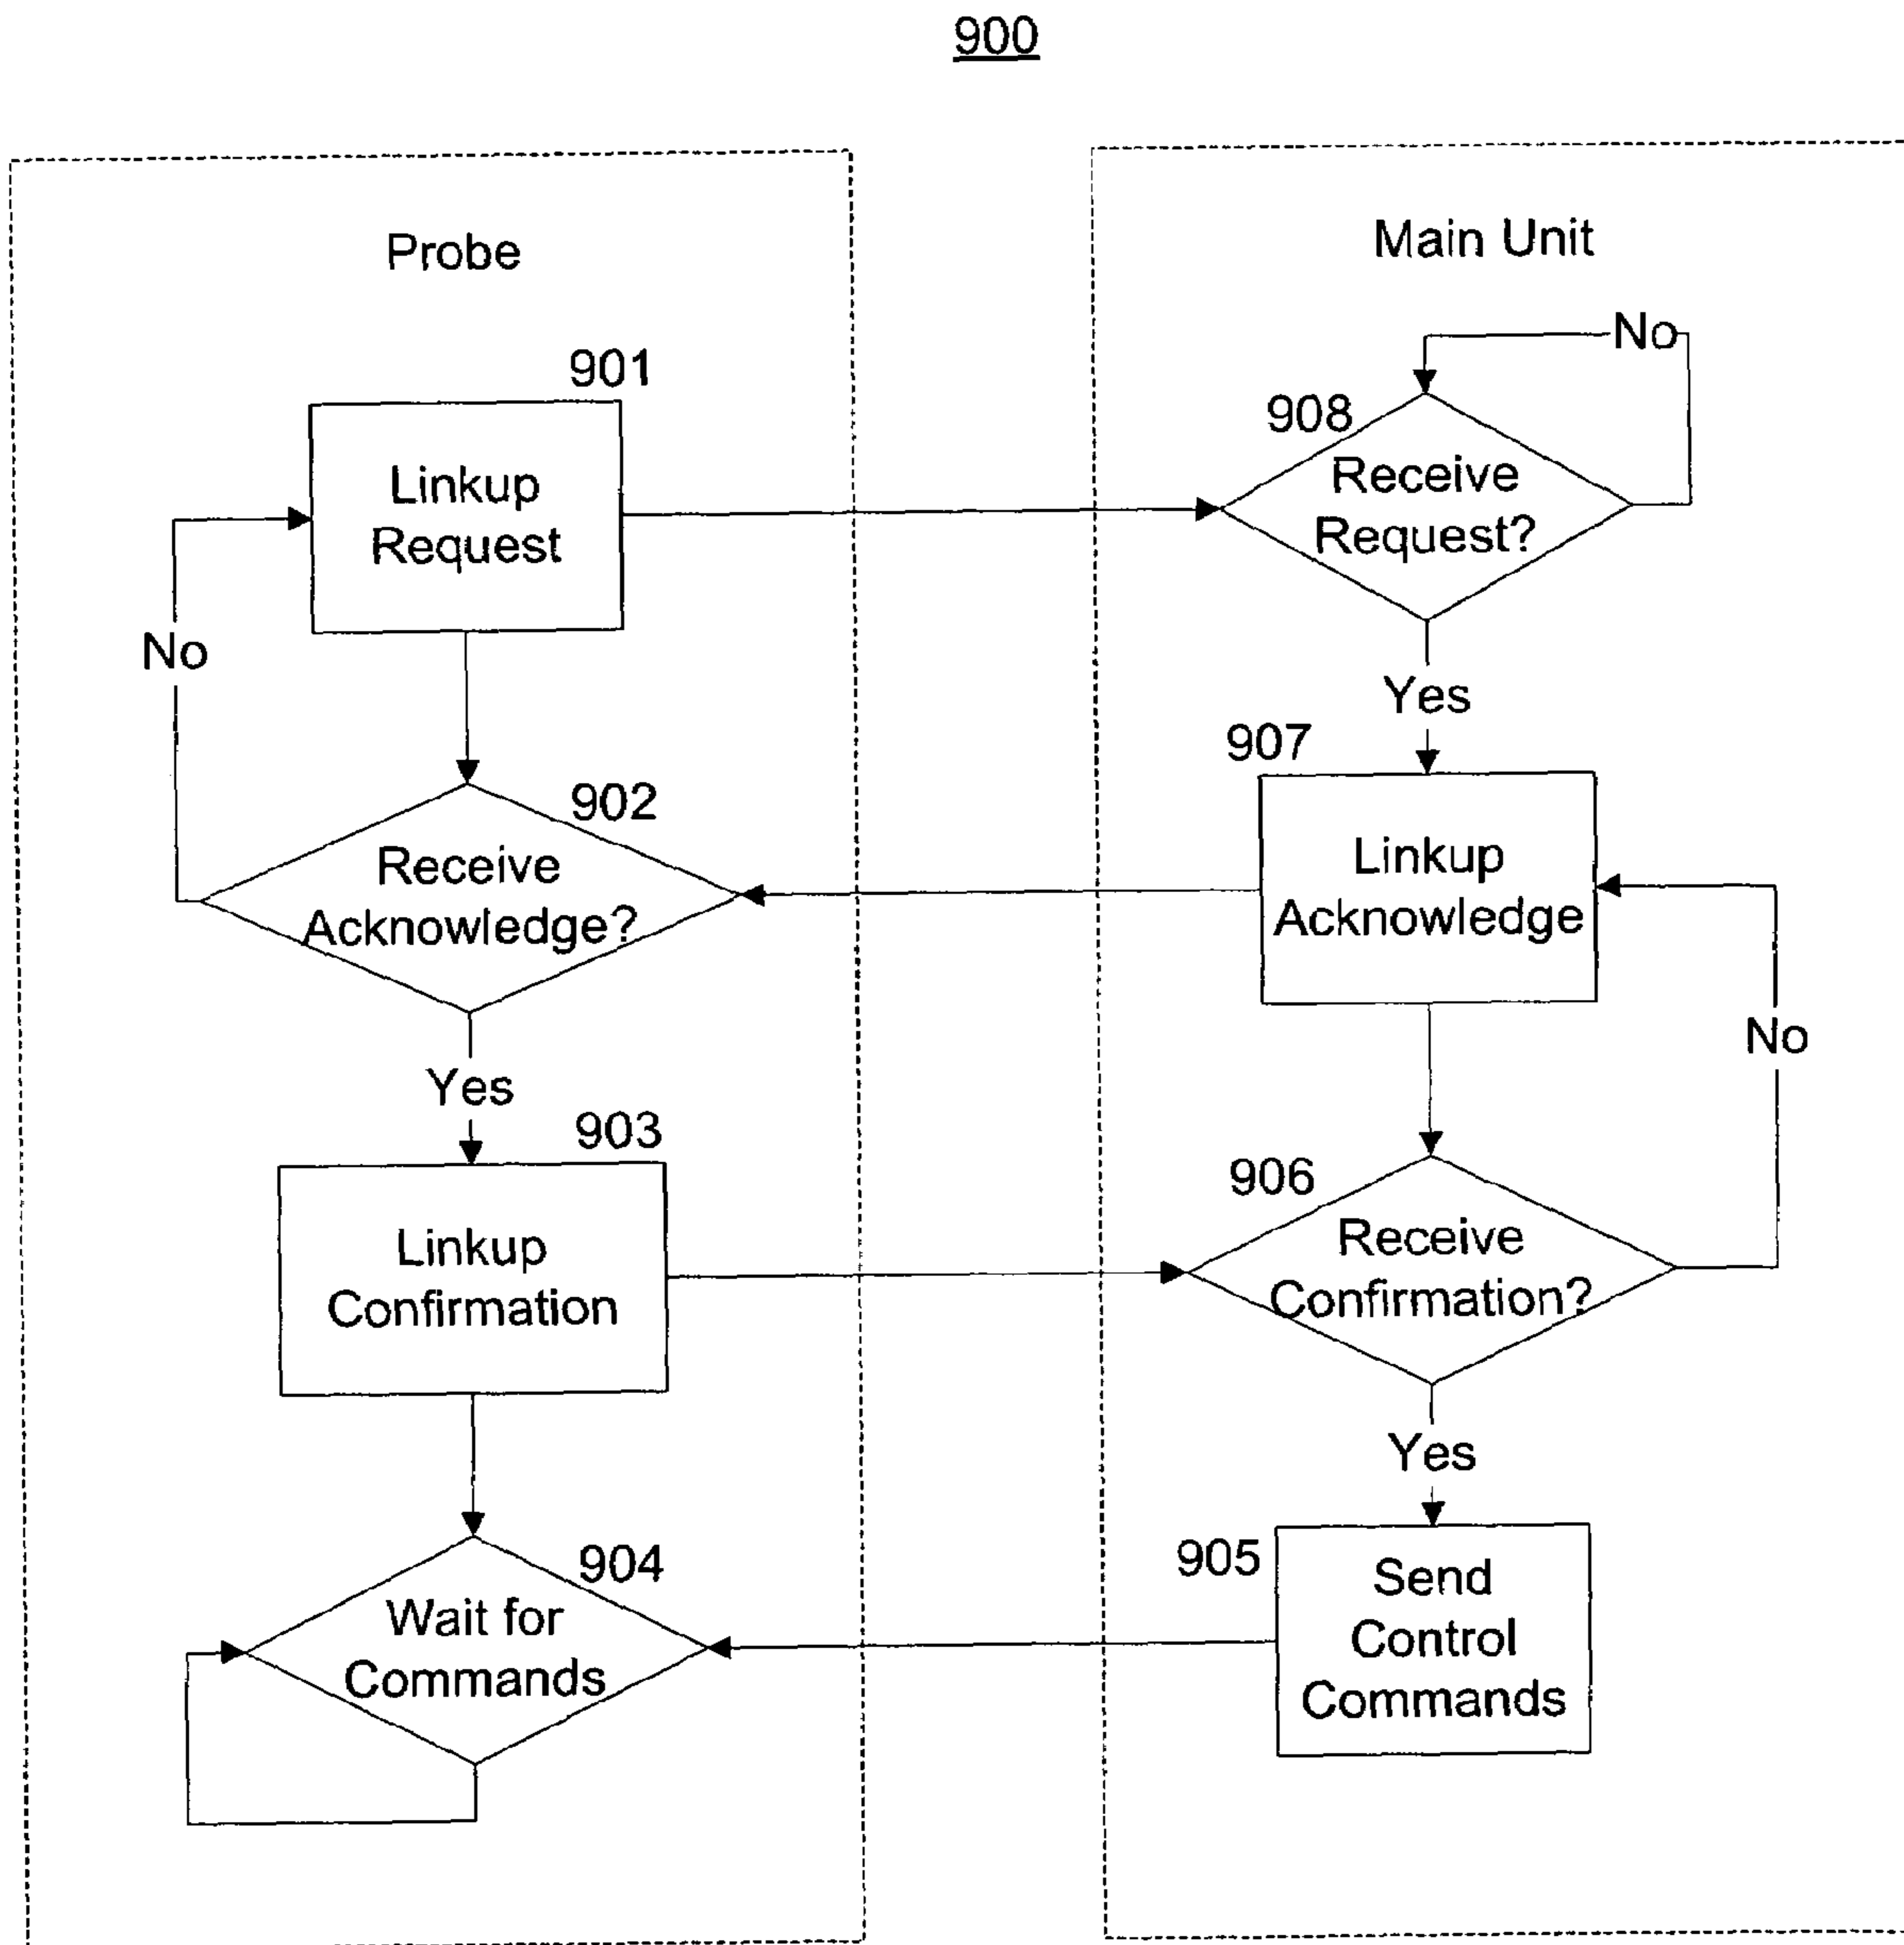 900
Probe
901
Linkup
Request
No
902
Receive
Acknowledge?
Yes
903
Linkup
Confirmation
904
Wait for
Commands
Main Unit
No
908
Receive
Request?
Yes
907
Linkup
Acknowledge
No
906
Receive
Confirmation?
Yes
905
Send
Control
Commands